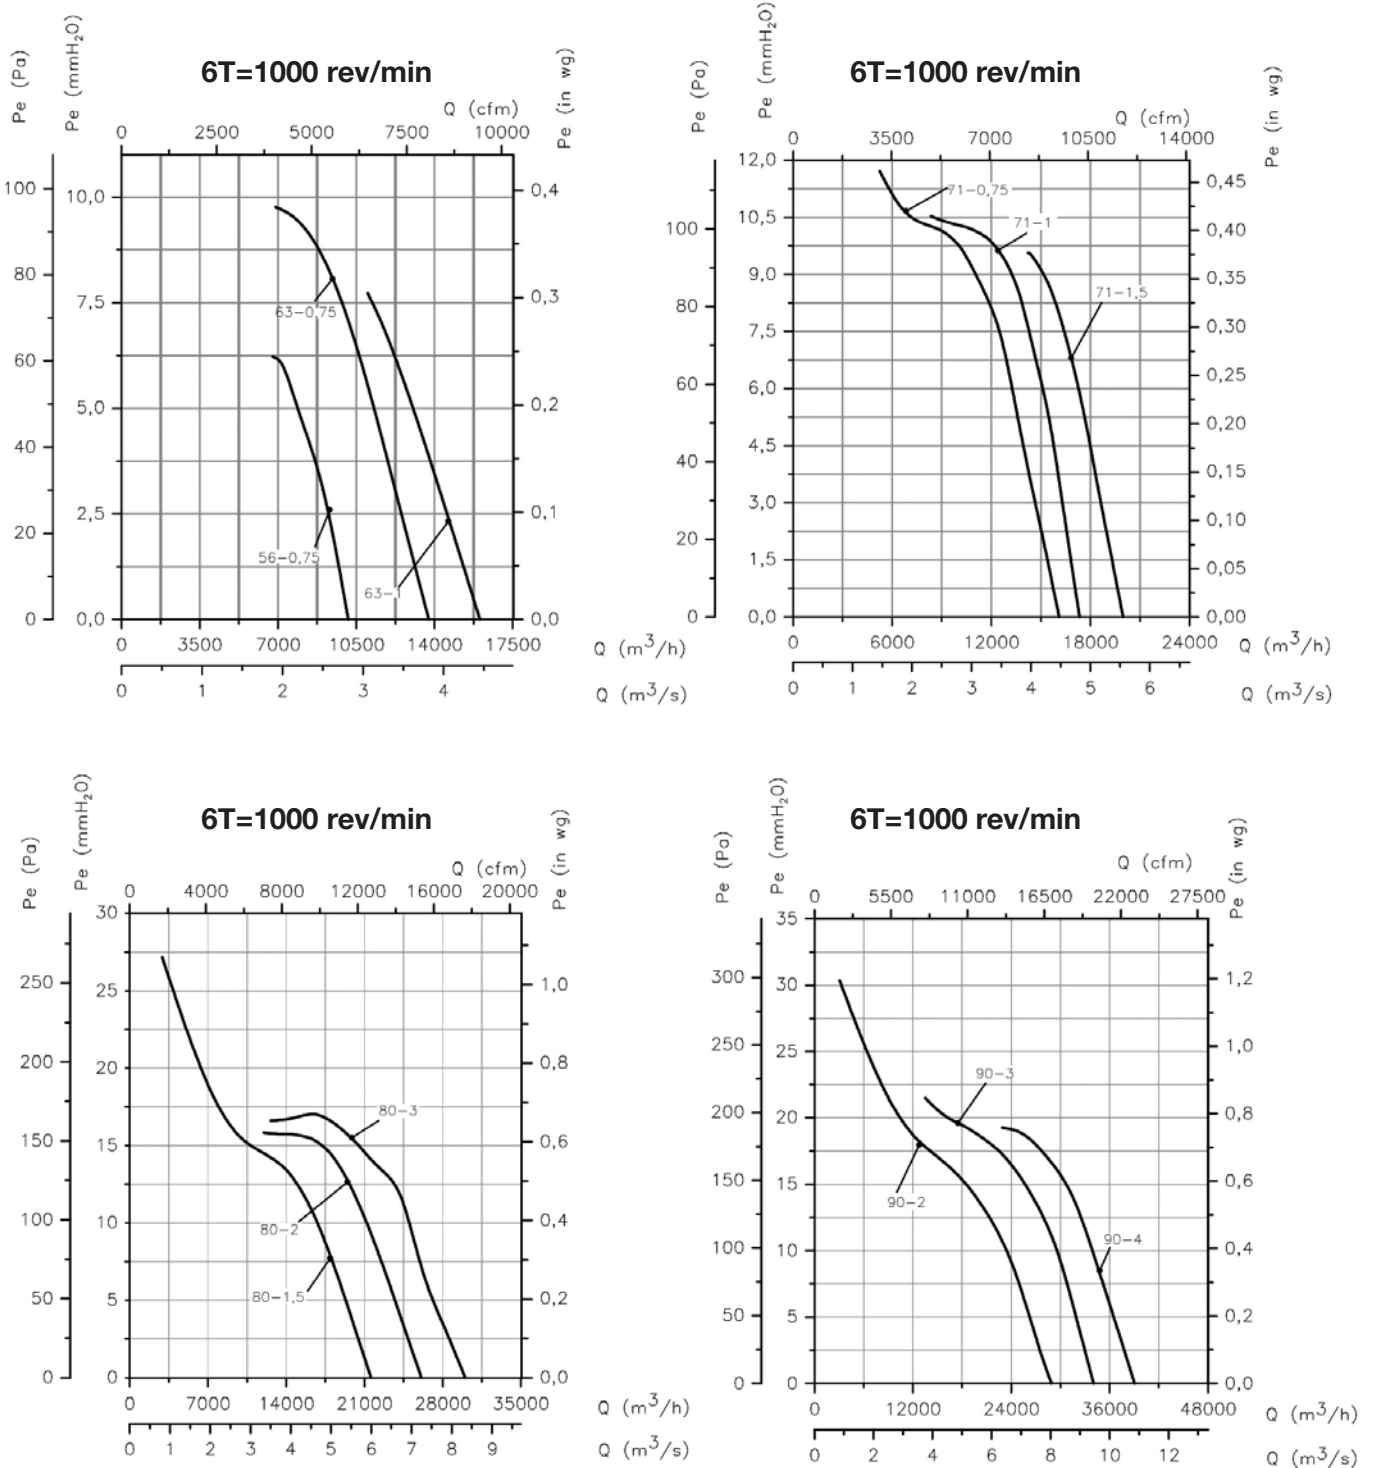 6T=1000 rev/min
Pe (Pa)
Pe (mmH2O)
Q (cfm)
Pe (in wg)
0 2500 5000 7500 10000
100
80
60
40
20
0
10,0
7,5
5,0
2,5
0,0
0,4
0,3
0,2
0,1
0,0
63-0,75
56-0,75
63-1
0 3500 7000 10500 14000 17500 Q (m³/h)
0 1 2 3 4 Q (m³/s)
6T=1000 rev/min
Pe (Pa)
Pe (mmH2O)
Q (cfm)
Pe (in wg)
0 3500 7000 10500 14000
100
80
60
40
20
0
12,0
10,5
9,0
7,5
6,0
4,5
3,0
1,5
0,0
0,45
0,40
0,35
0,30
0,25
0,20
0,15
0,10
0,05
0,00
71-0,75
71-1
71-1,5
0 6000 12000 18000 24000 Q (m³/h)
0 1 2 3 4 5 6 Q (m³/s)
6T=1000 rev/min
Pe (Pa)
Pe (mmH2O)
Q (cfm)
Pe (in wg)
0 4000 8000 12000 16000 20000
250
200
150
100
50
0
30
25
20
15
10
5
0
1,0
0,8
0,6
0,4
0,2
0,0
80-3
80-2
80-1,5
0 7000 14000 21000 28000 35000 Q (m³/h)
0 1 2 3 4 5 6 7 8 9 Q (m³/s)
6T=1000 rev/min
Pe (Pa)
Pe (mmH2O)
Q (cfm)
Pe (in wg)
0 5500 11000 16500 22000 27500
300
250
200
150
100
50
0
35
30
25
20
15
10
5
0
1,2
1,0
0,8
0,6
0,4
0,2
0,0
90-3
90-2
90-4
0 12000 24000 36000 48000 Q (m³/h)
0 2 4 6 8 10 12 Q (m³/s)